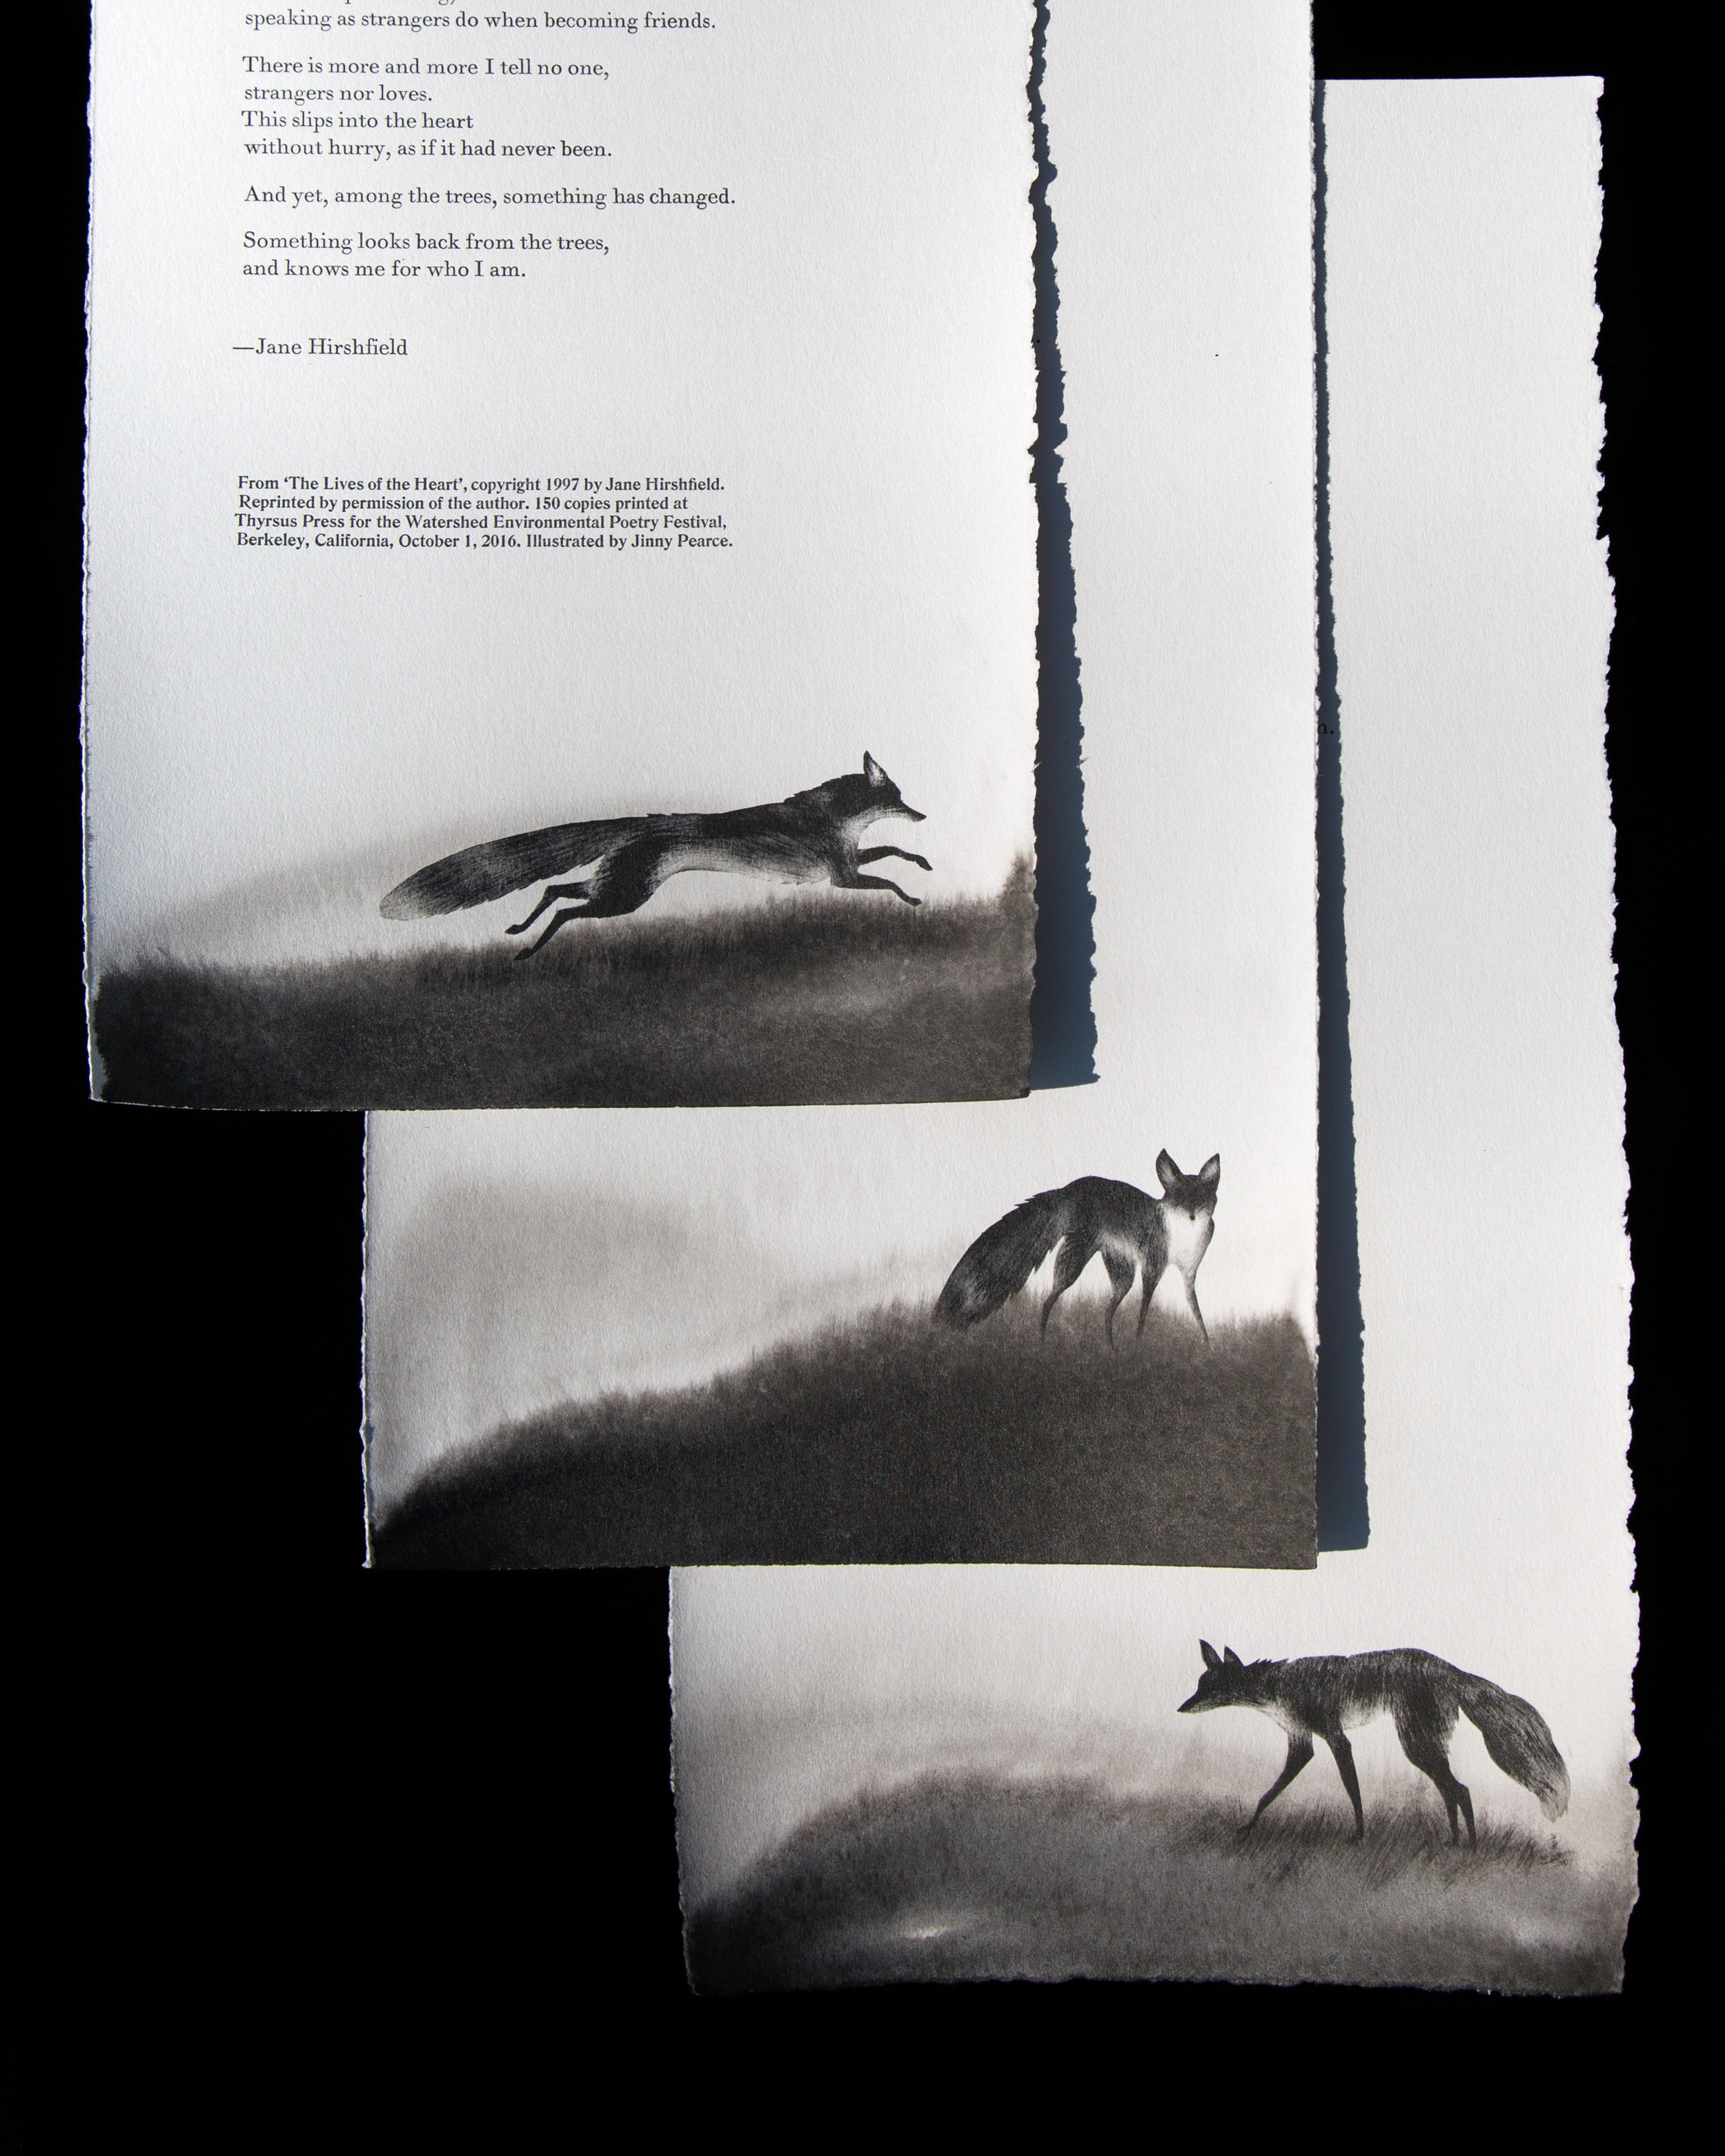 speaking as strangers do when becoming friends.
There is more and more I tell no one,
strangers nor loves.
This slips into the heart
without hurry, as if it had never been.
And yet, among the trees, something has changed.
Something looks back from the trees,
and knows me for who I am.
—Jane Hirshfield
From ‘The Lives of the Heart’, copyright 1997 by Jane Hirshfield.
Reprinted by permission of the author. 150 copies printed at
Thyrsus Press for the Watershed Environmental Poetry Festival,
Berkeley, California, October 1, 2016. Illustrated by Jinny Pearce.